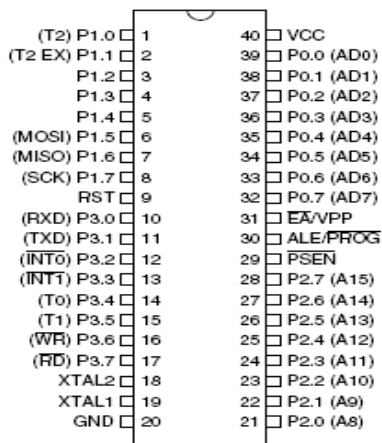 (T2) P1.0 1 40 VCC
(T2 EX) P1.1 2 39 P0.0 (AD0)
P1.2 3 38 P0.1 (AD1)
P1.3 4 37 P0.2 (AD2)
P1.4 5 36 P0.3 (AD3)
(MOSI) P1.5 6 35 P0.4 (AD4)
(MISO) P1.6 7 34 P0.5 (AD5)
(SCK) P1.7 8 33 P0.6 (AD6)
RST 9 32 P0.7 (AD7)
(RXD) P3.0 10 31 EA/VPP
(TXD) P3.1 11 30 ALE/PROG
(INT0) P3.2 12 29 PSEN
(INT1) P3.3 13 28 P2.7 (A15)
(T0) P3.4 14 27 P2.6 (A14)
(T1) P3.5 15 26 P2.5 (A13)
(WR) P3.6 16 25 P2.4 (A12)
(RD) P3.7 17 24 P2.3 (A11)
XTAL2 18 23 P2.2 (A10)
XTAL1 19 22 P2.1 (A9)
GND 20 21 P2.0 (A8)